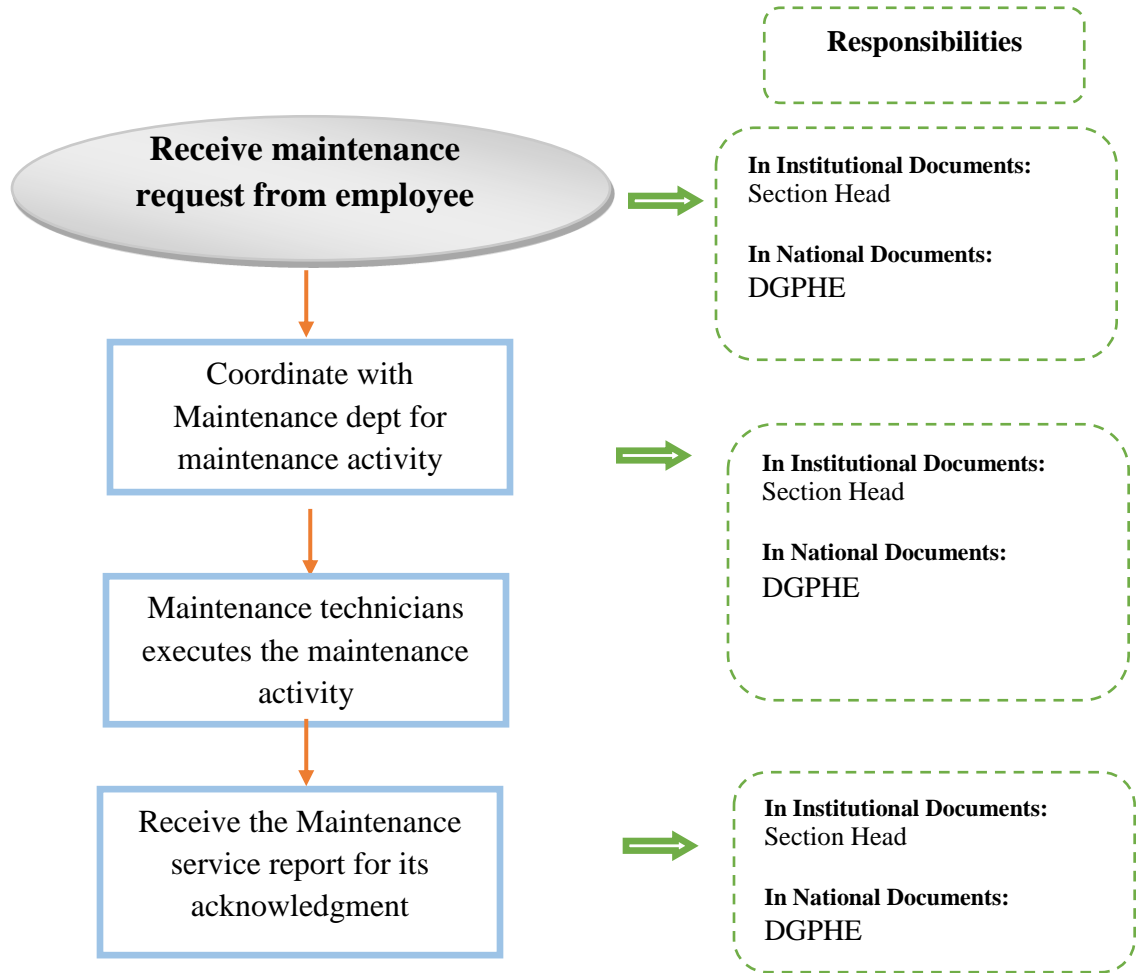 Responsibilities
Receive maintenance
request from employee
In Institutional Documents:
Section Head
In National Documents:
DGPHE
Coordinate with
Maintenance dept for
maintenance activity
In Institutional Documents:
Section Head
In National Documents:
DGPHE
Maintenance technicians
executes the maintenance
activity
Receive the Maintenance
service report for its
acknowledgment
In Institutional Documents:
Section Head
In National Documents:
DGPHE